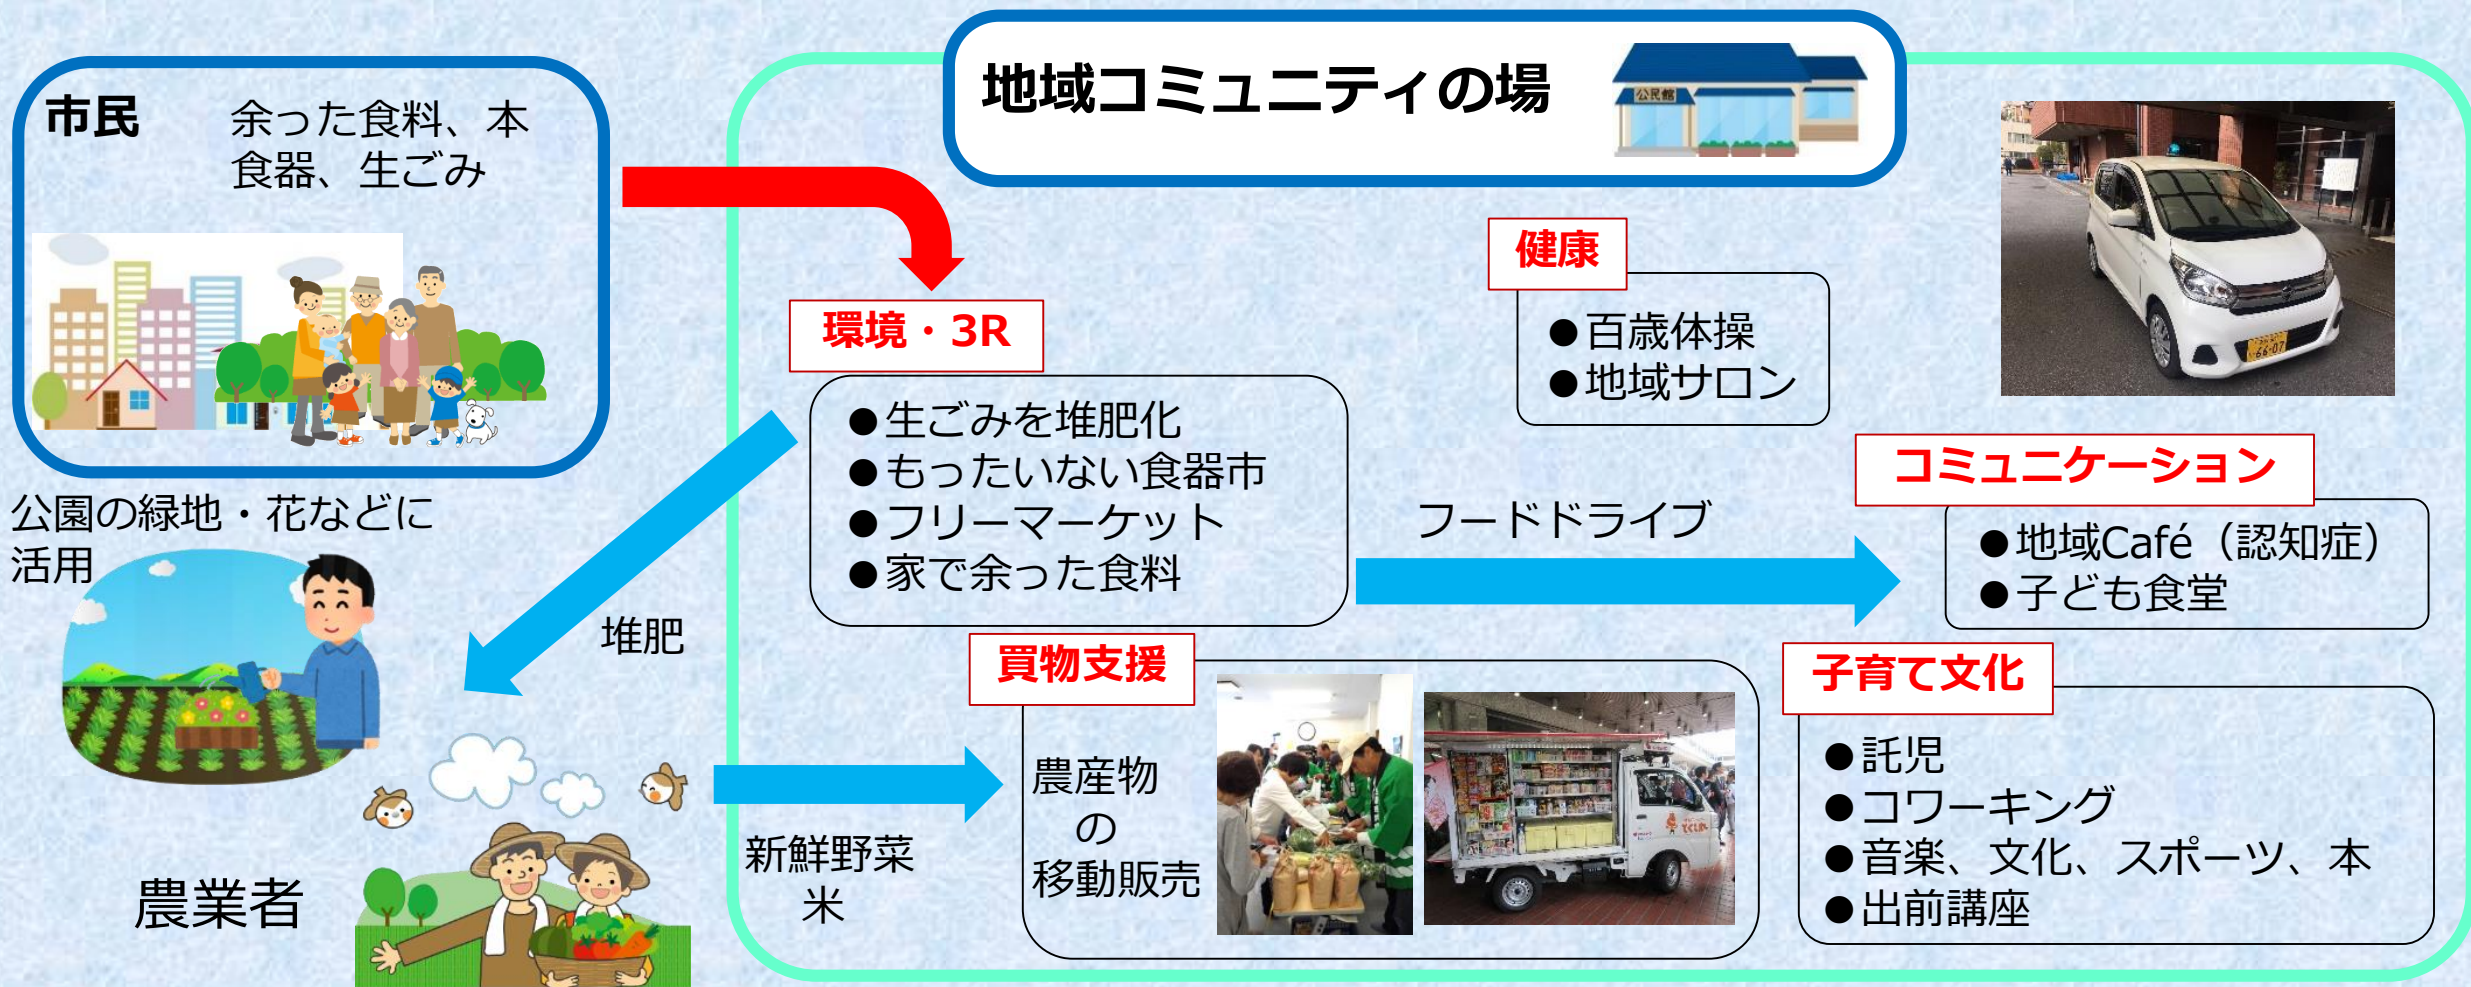 地域コミュニティの場
公民館
市民
余った食料、本
食器、生ごみ
環境・3R
●生ごみを堆肥化
●もったいない食器市
●フリーマーケット
●家で余った食料
健康
●百歳体操
●地域サロン
66-07
フードドライブ
コミュニケーション
●地域Café（認知症）
●子ども食堂
公園の緑地・花などに
活用
堆肥
農業者
新鮮野菜
米
買物支援
農産物
の
移動販売
とくし丸
子育て文化
●託児
●コワーキング
●音楽、文化、スポーツ、本
●出前講座